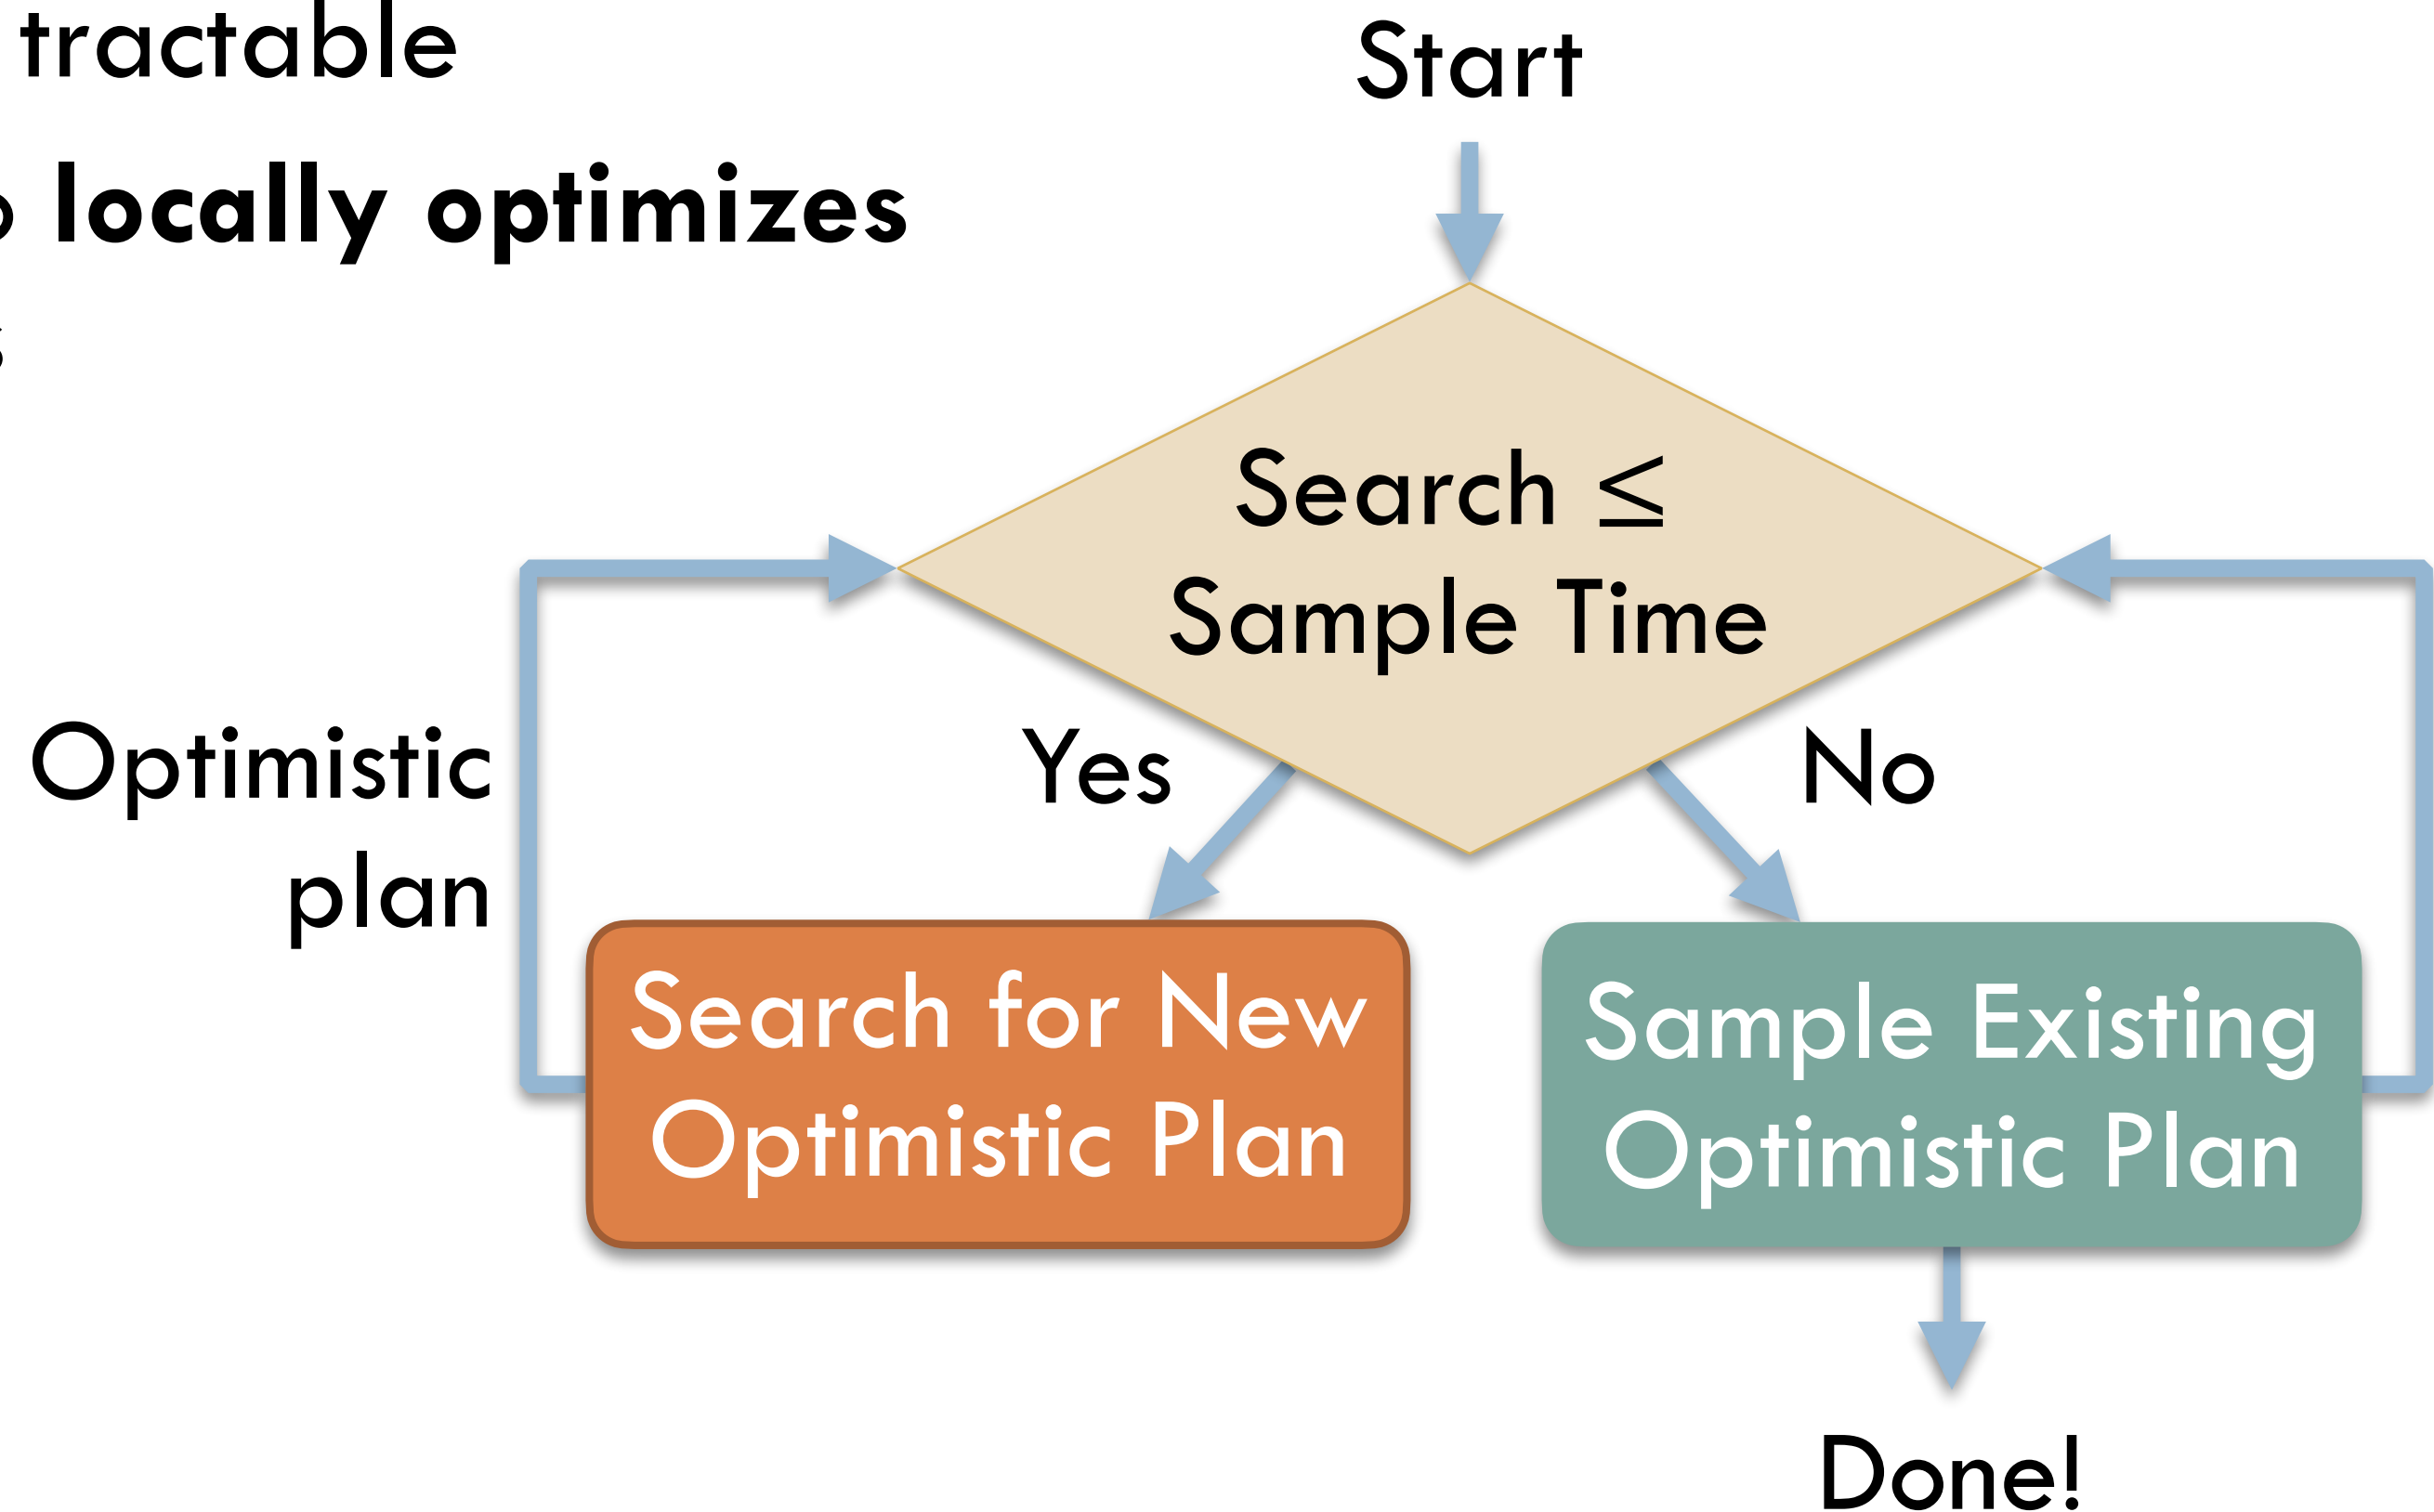 tractable
locally optimizes
Start
Search ≤
Sample Time
Optimistic
plan
Yes
No
Search for New
Optimistic Plan
Sample Existing
Optimistic Plan
Done!